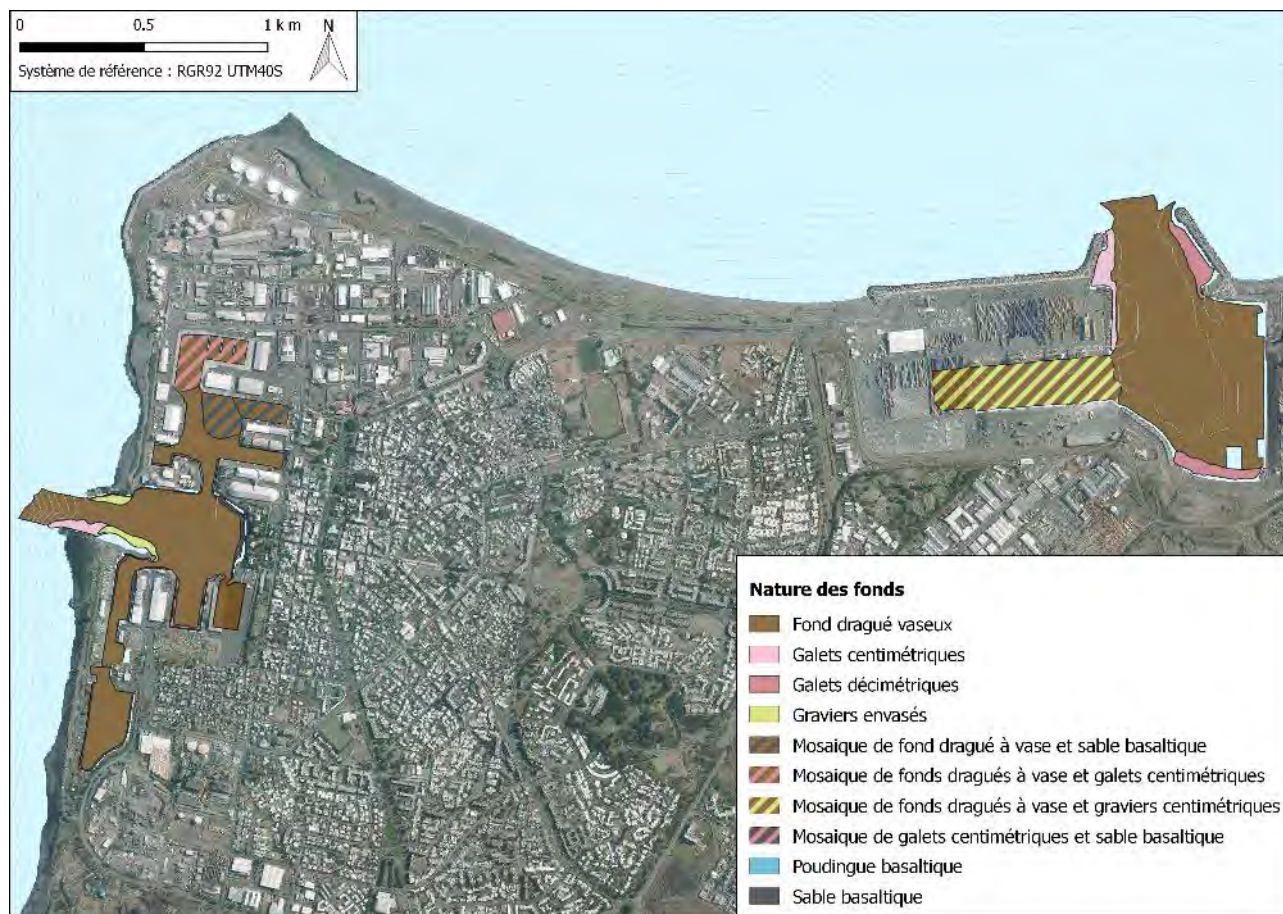 0 0.5 1 k m N
Système de référence : RGR92 UTM40S
Nature des fonds
Fond dragué vaseux
Galets centimétriques
Galets décimétriques
Graviers envasés
Mosaique de fond dragué à vase et sable basaltique
Mosaique de fonds dragués à vase et galets centimétriques
Mosaique de fonds dragués à vase et graviers centimétriques
Mosaique de galets centimétriques et sable basaltique
Poudingue basaltique
Sable basaltique